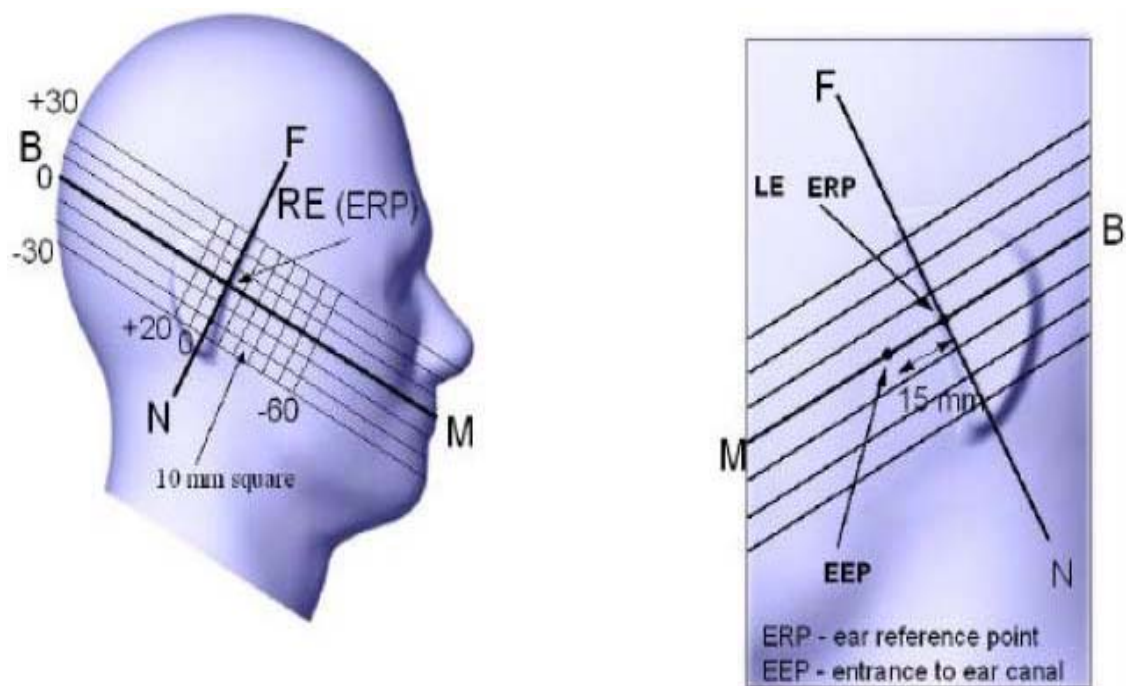 +30
B
0
F
RE (ERP)
-30
+20
0
N
-60
M
10 mm square
F
LE ERP
B
15 mm
M
EEP
N
ERP - ear reference point
EEP - entrance to ear canal